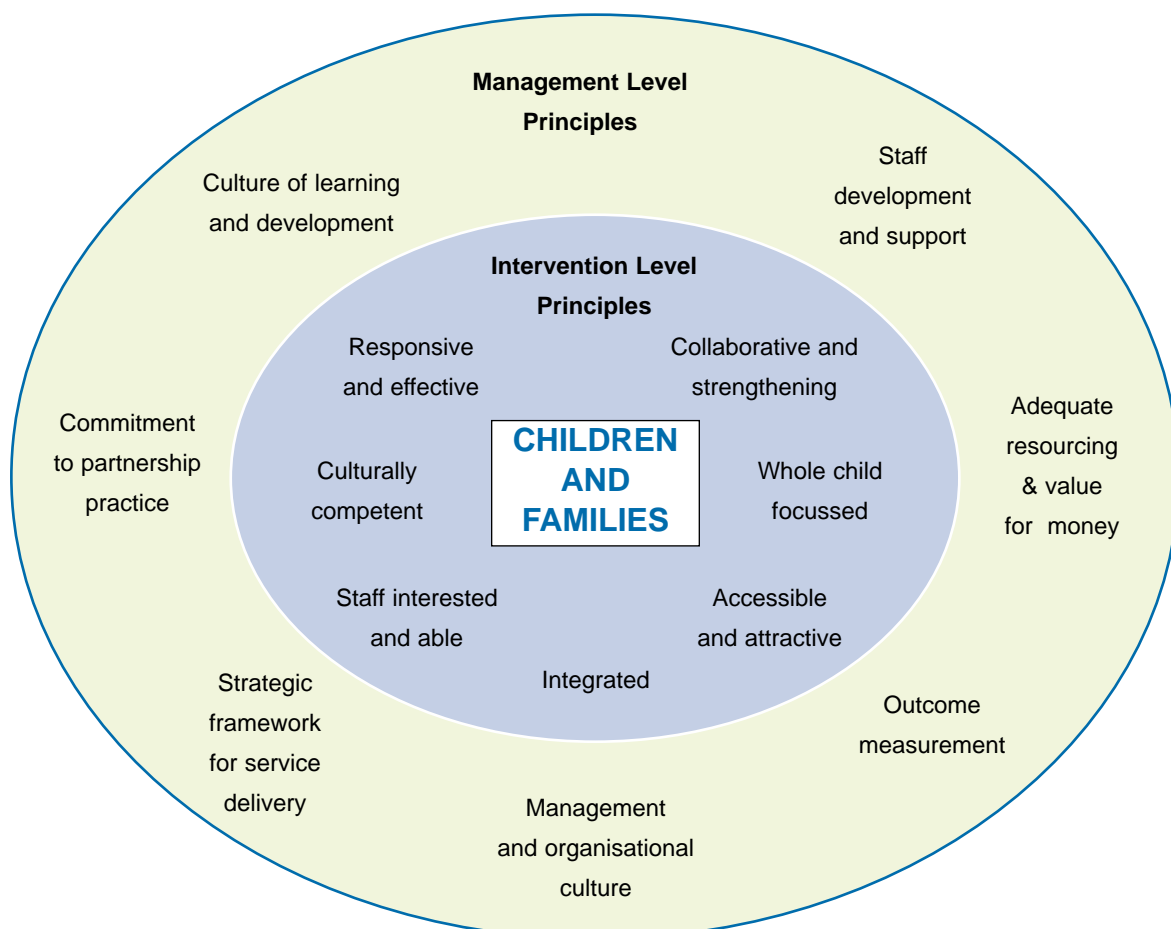 Management Level
Principles
Culture of learning
and development
Staff
development
and support
Intervention Level
Principles
Responsive
and effective
Collaborative and
strengthening
Commitment
to partnership
practice
Culturally
competent
CHILDREN
AND
FAMILIES
Whole child
focussed
Adequate
resourcing
& value
for money
Staff interested
and able
Accessible
and attractive
Integrated
Strategic
framework
for service
delivery
Outcome
measurement
Management
and organisational
culture